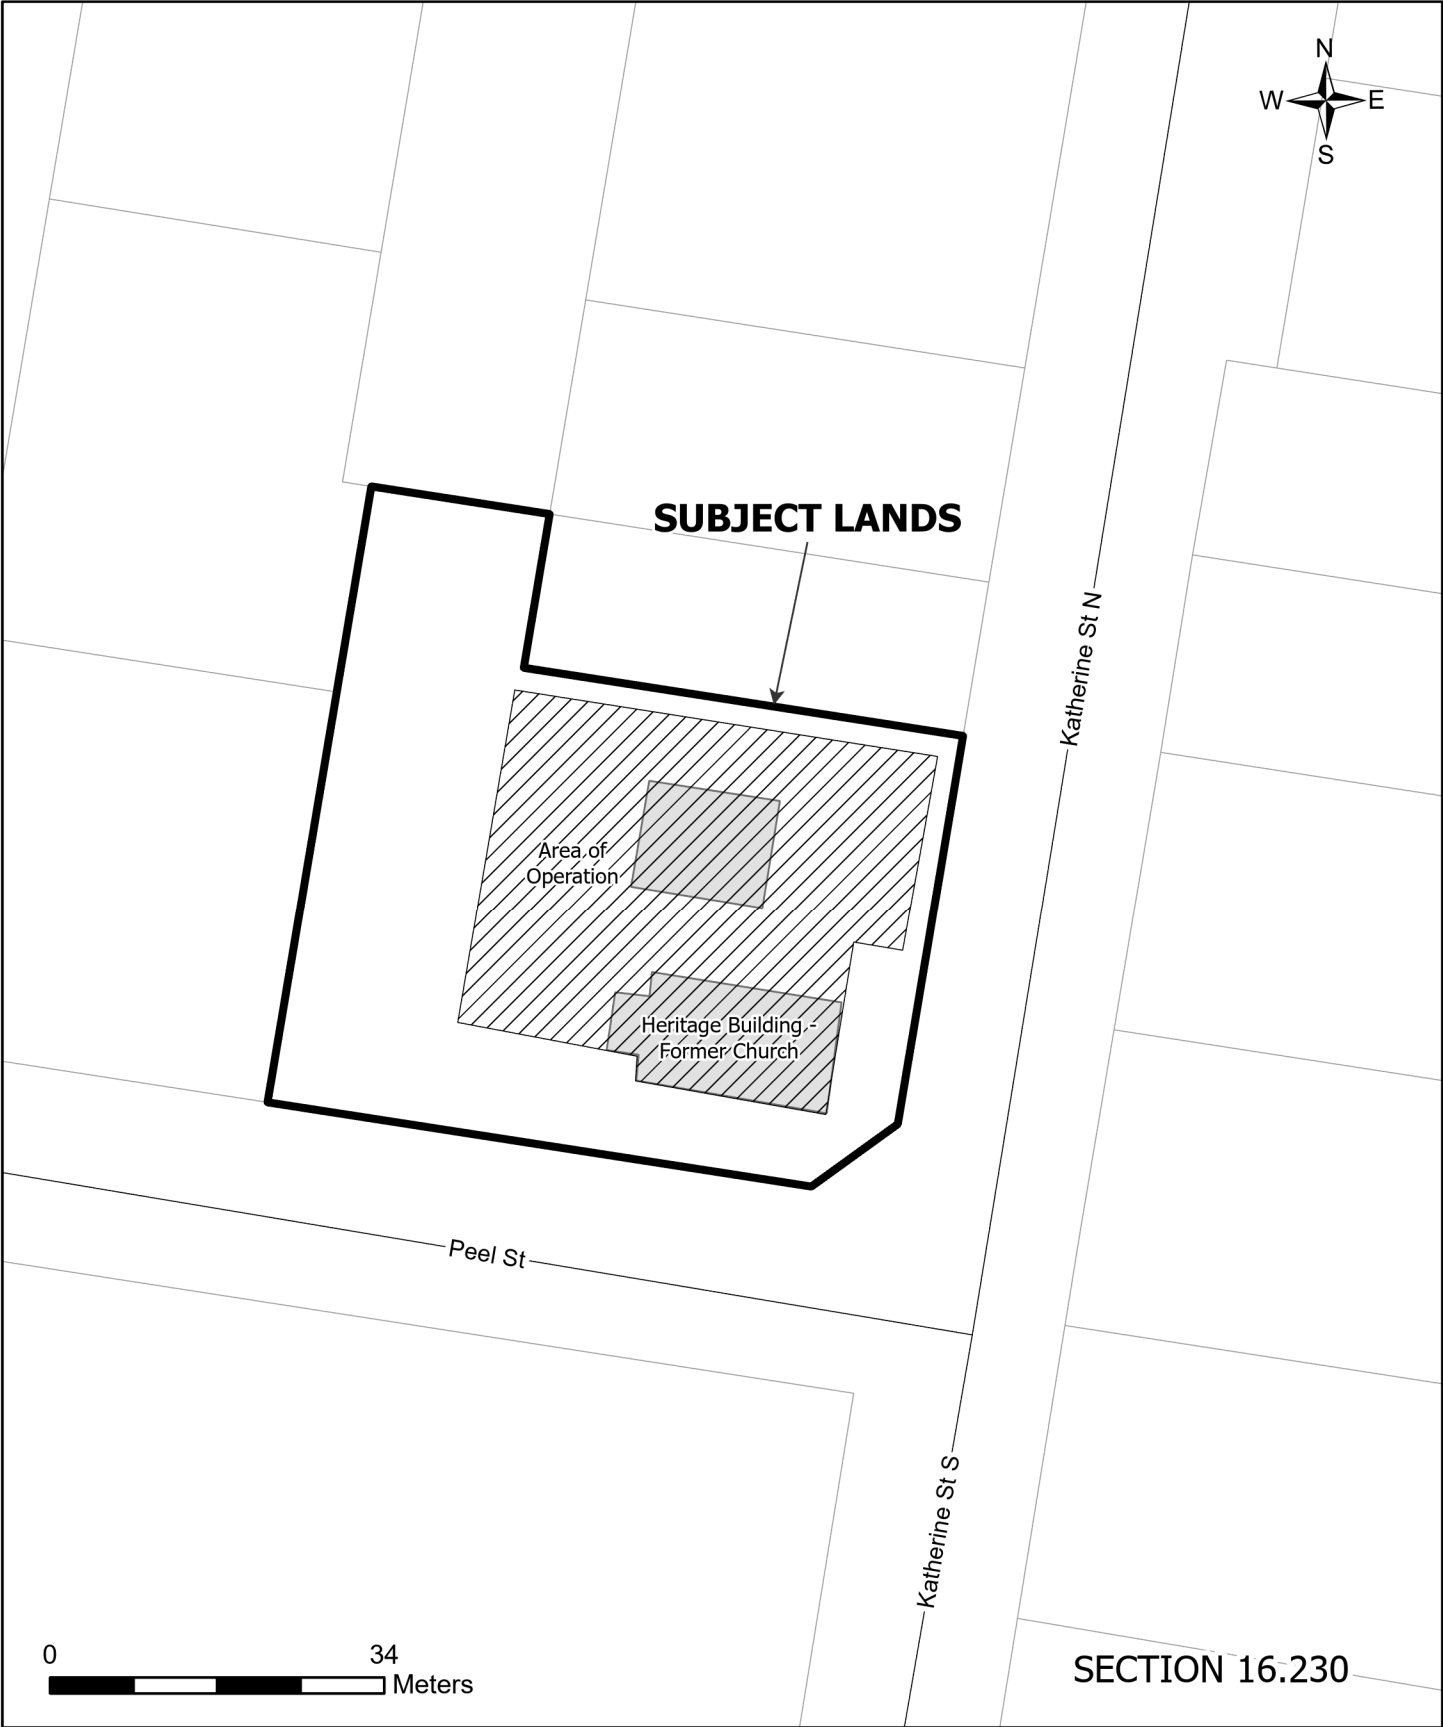 N
W E
S
SUBJECT LANDS
Katherine St N
Area of
Operation
Heritage Building -
Former Church
Peel St
Katherine St S
0 34
Meters
SECTION 16.230